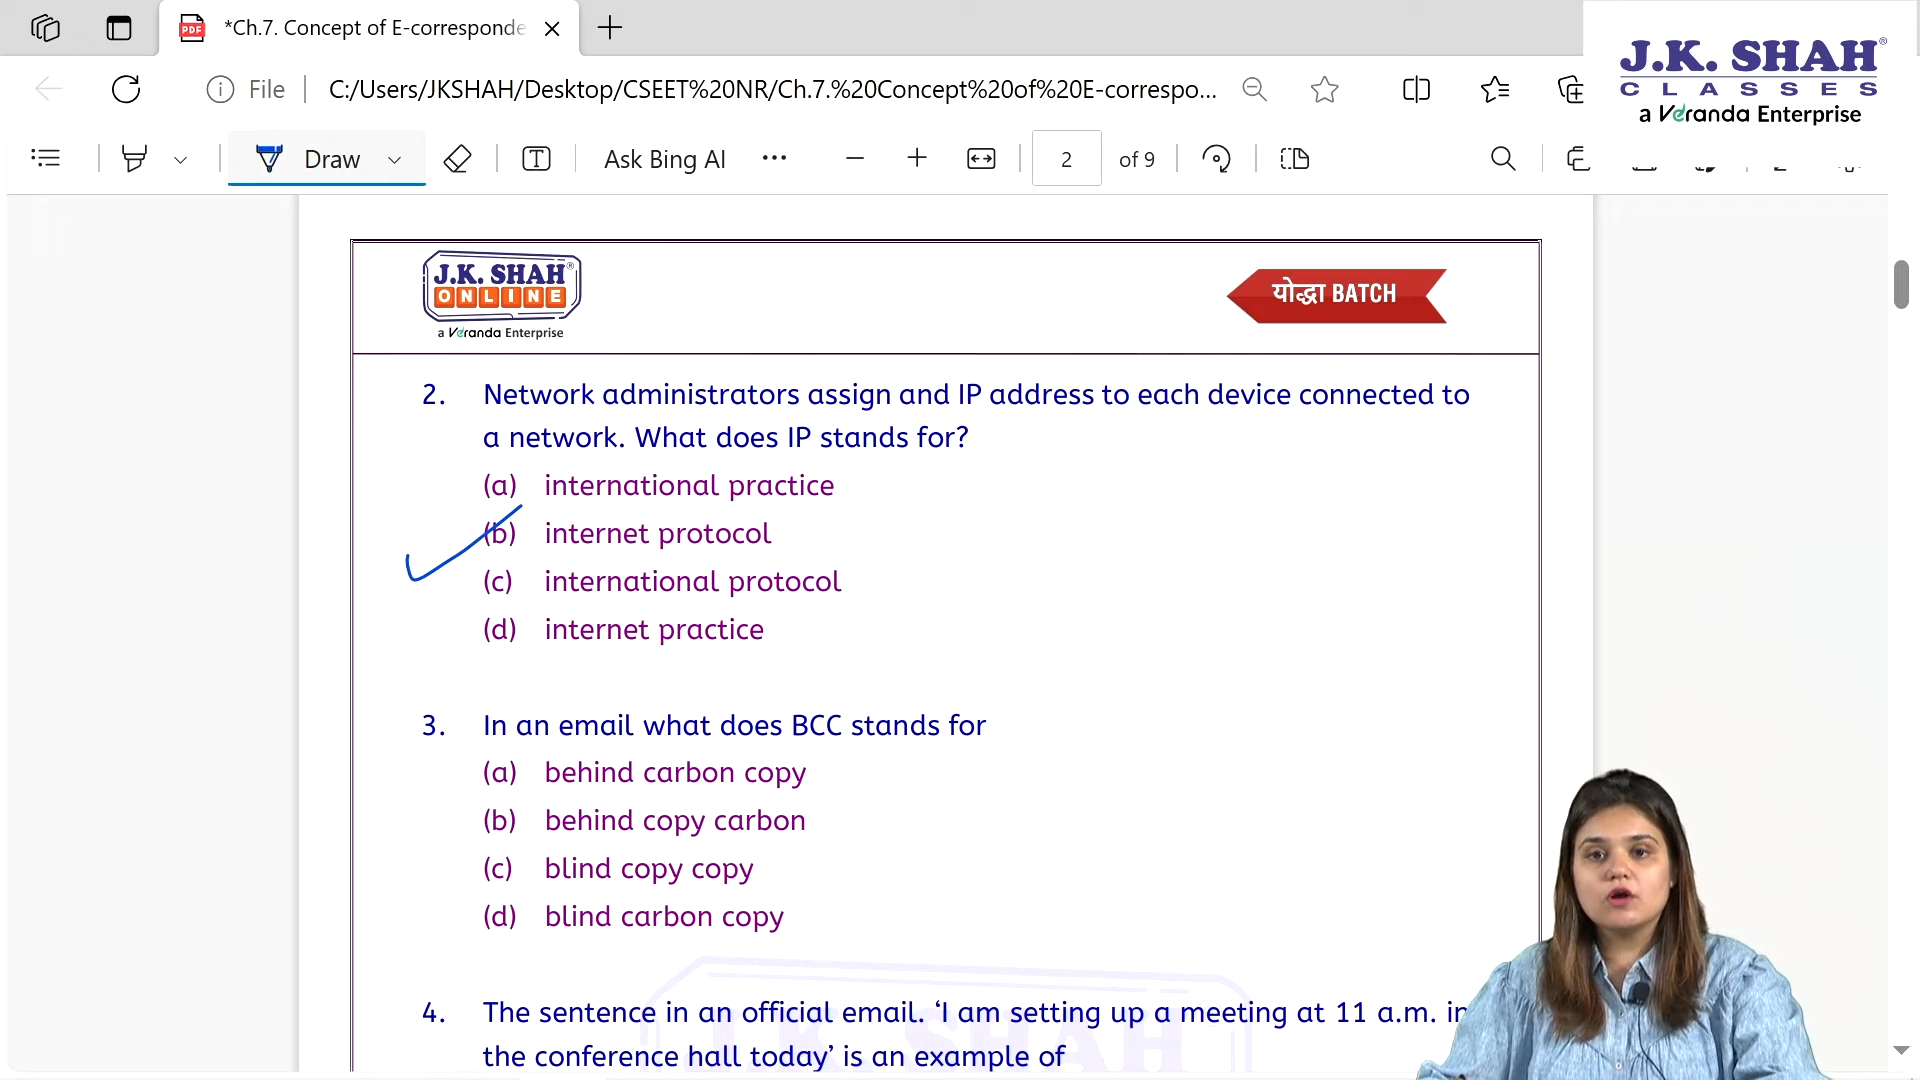 *Ch.7. Concept of E-corresponde
File
C:/Users/JKSHAH/Desktop/CSEET%20NR/Ch.7.%20Concept%20of%20E-correspo...
J.K. SHAH®
CLASSES
a Veranda Enterprise
Draw
Ask Bing AI
2 of 9
J.K. SHAH®
ONLINE
a Veranda Enterprise
योद्धा BATCH
2. Network administrators assign and IP address to each device connected to
a network. What does IP stands for?
(a) international practice
(b) internet protocol
(c) international protocol
(d) internet practice
3. In an email what does BCC stands for
(a) behind carbon copy
(b) behind copy carbon
(c) blind copy copy
(d) blind carbon copy
4. The sentence in an official email. ‘I am setting up a meeting at 11 a.m. in
the conference hall today’ is an example of
J.K. SHAH